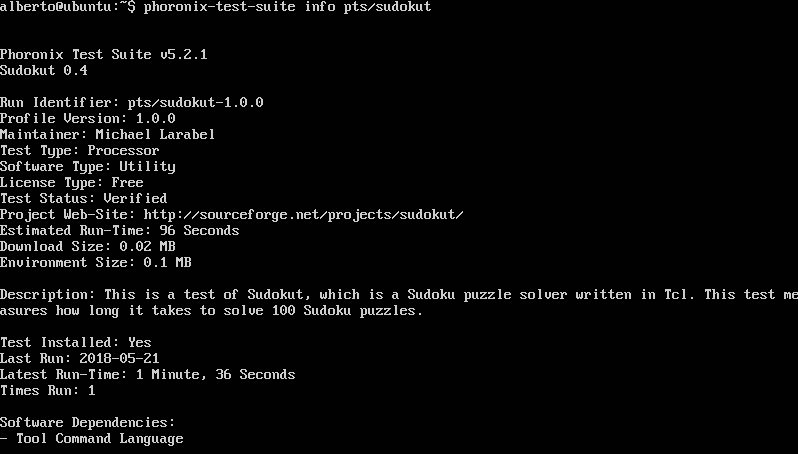 alberto@ubuntu:~$ phoronix-test-suite info pts/sudokut
Phoronix Test Suite v5.2.1
Sudokut 0.4
Run Identifier: pts/sudokut-1.0.0
Profile Version: 1.0.0
Maintainer: Michael Larabel
Test Type: Processor
Software Type: Utility
License Type: Free
Test Status: Verified
Project Web-Site: http://sourceforge.net/projects/sudokut/
Estimated Run-Time: 96 Seconds
Download Size: 0.02 MB
Environment Size: 0.1 MB
Description: This is a test of Sudokut, which is a Sudoku puzzle solver written in Tcl. This test me
asures how long it takes to solve 100 Sudoku puzzles.
Test Installed: Yes
Last Run: 2018-05-21
Latest Run-Time: 1 Minute, 36 Seconds
Times Run: 1
Software Dependencies:
- Tool Command Language